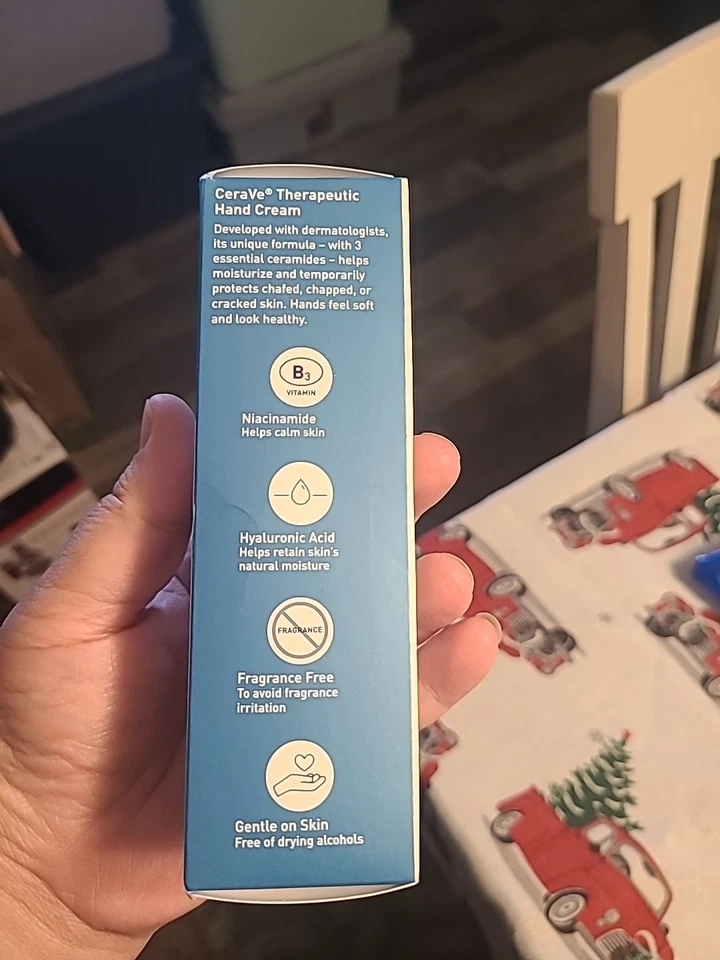 CeraVe® Therapeutic
Hand Cream
Developed with dermatologists,
its unique formula – with 3
essential ceramides – helps
moisturize and temporarily
protects chafed, chapped, or
cracked skin. Hands feel soft
and look healthy.
B3
VITAMIN
Niacinamide
Helps calm skin
Hyaluronic Acid
Helps retain skin's
natural moisture
FRAGRANCE
Fragrance Free
To avoid fragrance
irritation
Gentle on Skin
Free of drying alcohols